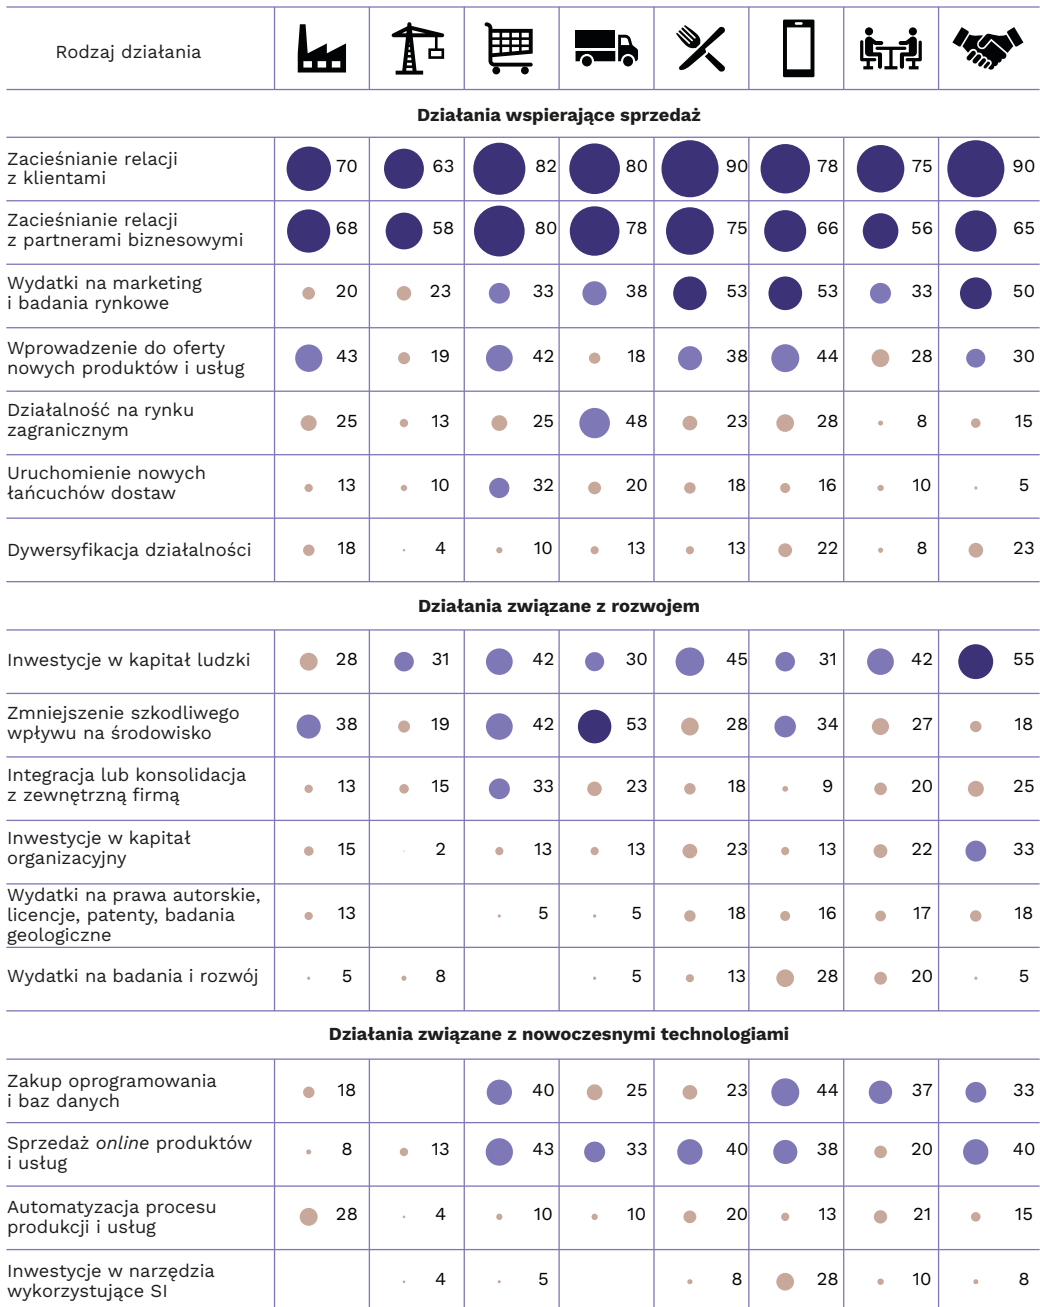 Rodzaj działania
Działania wspierające sprzedaż
Zacieśnianie relacji
z klientami
70 63 82 80 90 78 75 90
Zacieśnianie relacji
z partnerami biznesowymi
68 58 80 78 75 66 56 65
Wydatki na marketing
i badania rynkowe
20 23 33 38 53 53 33 50
Wprowadzenie do oferty
nowych produktów i usług
43 19 42 18 38 44 28 30
Działalność na rynku
zagranicznym
25 13 25 48 23 28 8 15
Uruchomienie nowych
łańcuchów dostaw
13 10 32 20 18 16 10 5
Dywersyfikacja działalności 18 4 10 13 13 22 8 23
Działania związane z rozwojem
Inwestycje w kapitał ludzki 28 31 42 30 45 31 42 55
Zmniejszenie szkodliwego
wpływu na środowisko
38 19 42 53 28 34 27 18
Integracja lub konsolidacja
z zewnętrzną firmą
13 15 33 23 18 9 20 25
Inwestycje w kapitał
organizacyjny
15 2 13 13 23 13 22 33
Wydatki na prawa autorskie,
licencje, patenty, badania
geologiczne
13 5 5 18 16 17 18
Wydatki na badania i rozwój 5 8 5 13 28 20 5
Działania związane z nowoczesnymi technologiami
Zakup oprogramowania
i baz danych
18 40 25 23 44 37 33
Sprzedaż online produktów
i usług
8 13 43 33 40 38 20 40
Automatyzacja procesu
produkcji i usług
28 4 10 10 20 13 21 15
Inwestycje w narzędzia
wykorzystujące SI
4 5 8 28 10 8